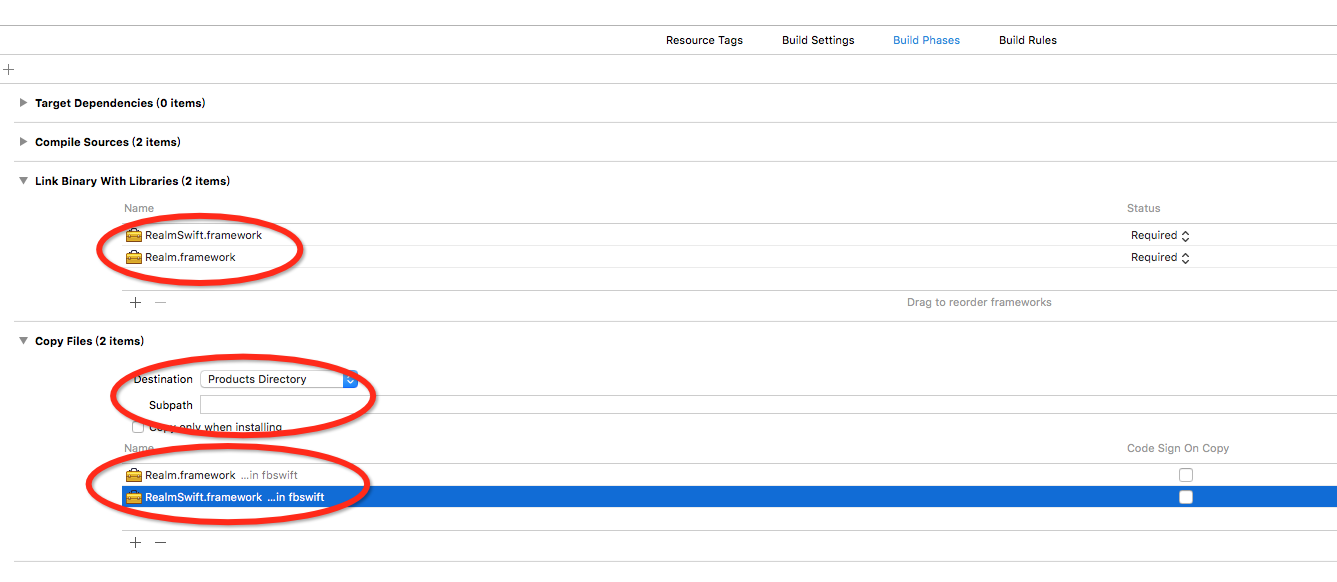 Resource Tags Build Settings Build Phases Build Rules
Target Dependencies (0 items)
Compile Sources (2 items)
Link Binary With Libraries (2 items)
Name Status
RealmSwift.framework Required
Realm.framework Required
Drag to reorder frameworks
Copy Files (2 items)
Destination Products Directory
Subpath
Copy only when installing
Name Code Sign On Copy
Realm.framework ...in fbswift
RealmSwift.framework ...in fbswift